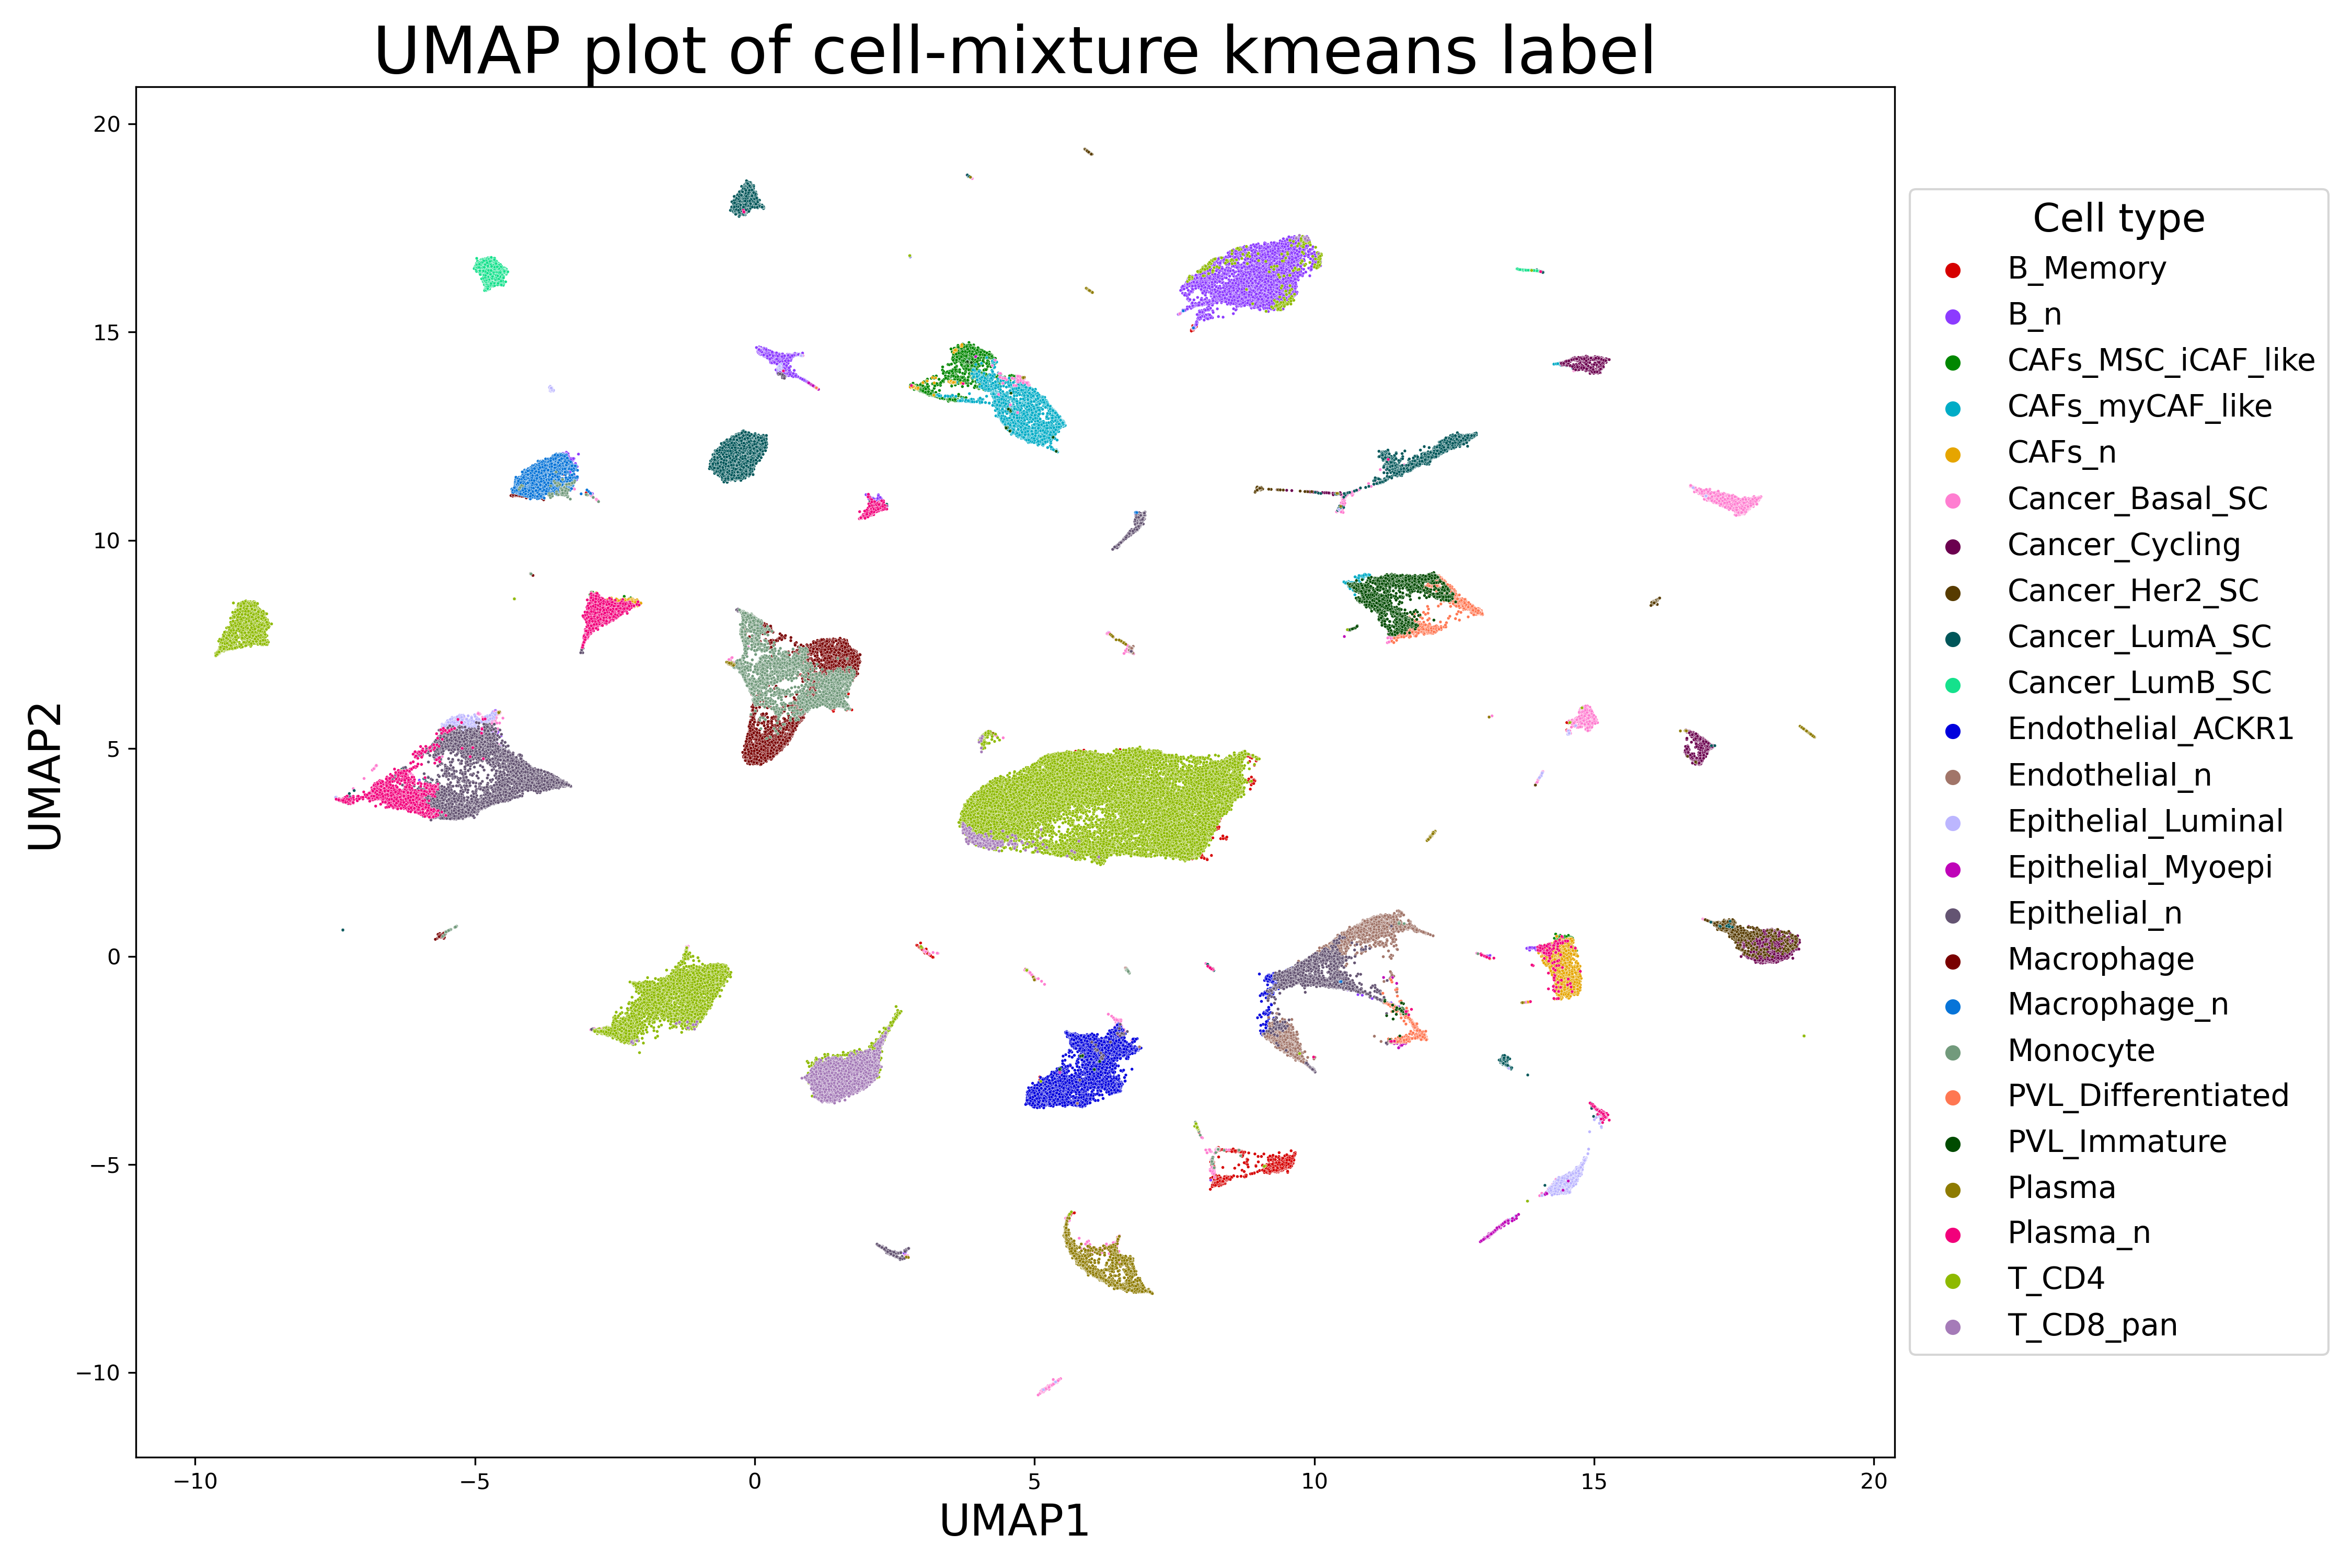 UMAP plot of cell-mixture kmeans label
20
15
10
5
0
−5
−10
UMAP2
−10
−5
0
5
10
15
20
UMAP1
Cell type
B_Memory
B_n
CAFs_MSC_iCAF_like
CAFs_myCAF_like
CAFs_n
Cancer_Basal_SC
Cancer_Cycling
Cancer_Her2_SC
Cancer_LumA_SC
Cancer_LumB_SC
Endothelial_ACKR1
Endothelial_n
Epithelial_Luminal
Epithelial_Myoepi
Epithelial_n
Macrophage
Macrophage_n
Monocyte
PVL_Differentiated
PVL_Immature
Plasma
Plasma_n
T_CD4
T_CD8_pan